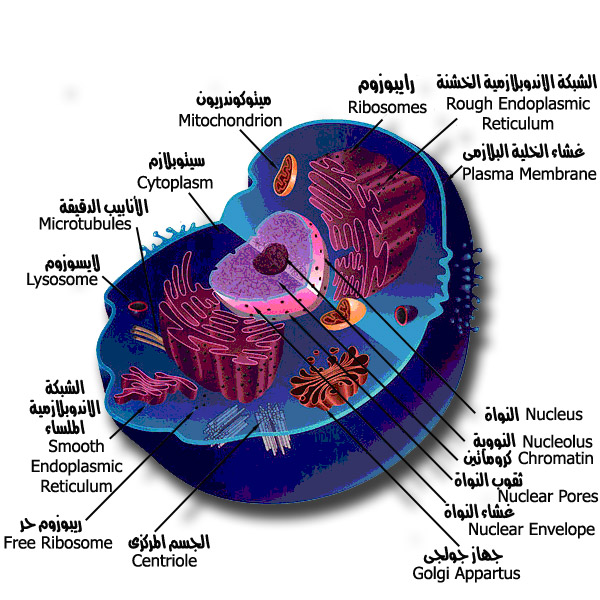 الشبكة الاندوبلازمية الخشنة
Rough Endoplasmic
Reticulum
رايبوزوم
Ribosomes
ميتوكوندريون
Mitochondrion
غشاء الخلية البلازمى
Plasma Membrane
سيتوبلازم
Cytoplasm
الأنابيب الدقيقة
Microtubules
لايسوزوم
Lysosome
الشبكة
الاندوبلازمية
الملساء
Smooth
Endoplasmic
Reticulum
ريبوزوم حر
Free Ribosome
الجسم المركزى
Centriole
النواة Nucleus
النووية Nucleolus
كروماتين Chromatin
ثقوب النواة
Nuclear Pores
غشاء النواة
Nuclear Envelope
جهاز جولجى
Golgi Appartus